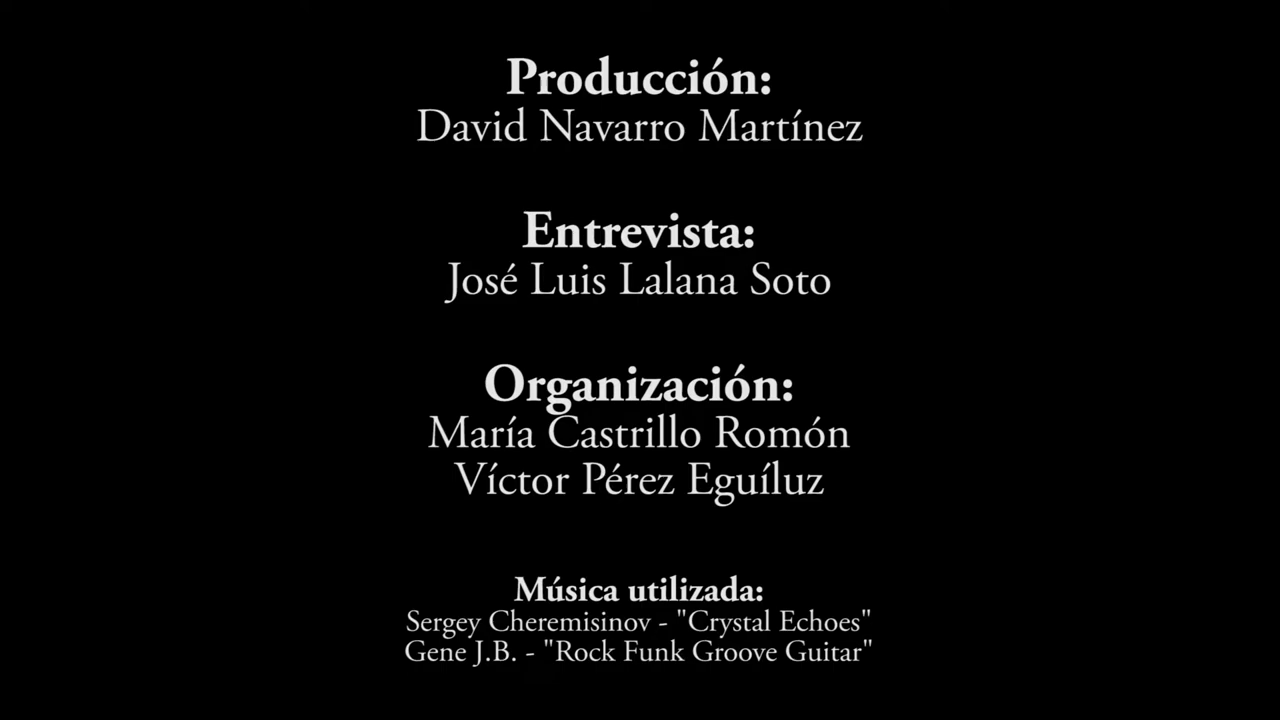 Producción:
David Navarro Martínez
Entrevista:
José Luis Lalana Soto
Organización:
María Castrillo Romón
Víctor Pérez Eguíluz
Música utilizada:
Sergey Cheremisinov - "Crystal Echoes"
Gene J.B. - "Rock Funk Groove Guitar"